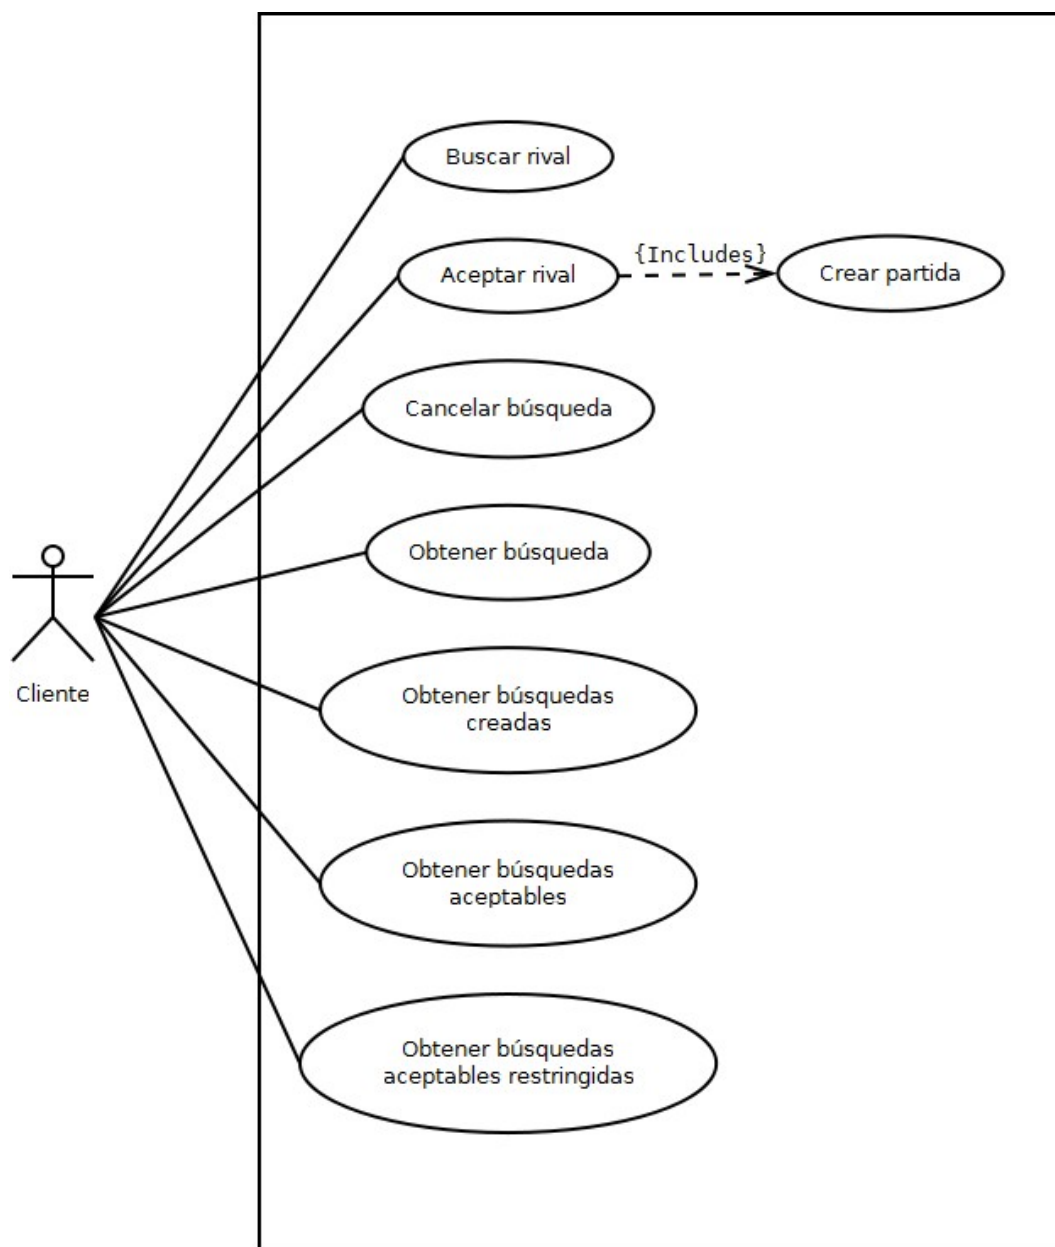 Buscar rival
{Includes}
Aceptar rival
Crear partida
Cancelar búsqueda
Obtener búsqueda
Cliente
Obtener búsquedas
creadas
Obtener búsquedas
aceptables
Obtener búsquedas
aceptables restringidas